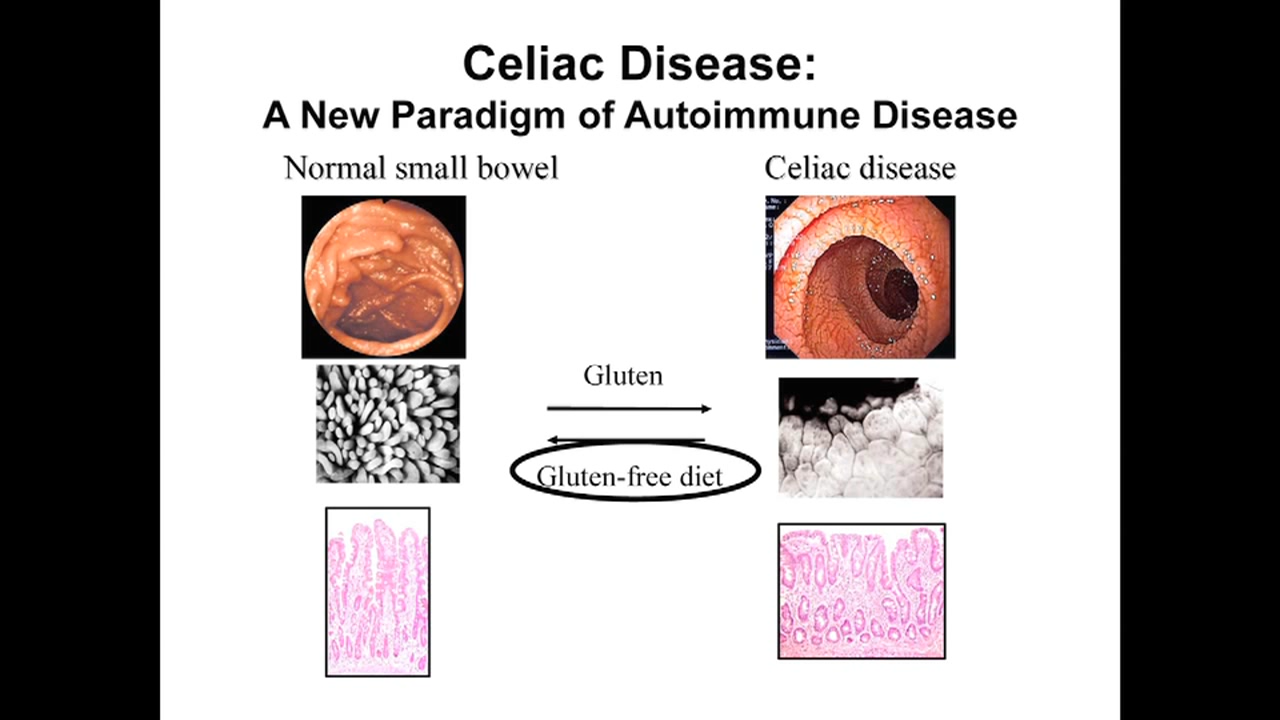 Celiac Disease:
A New Paradigm of Autoimmune Disease
Normal small bowel
Celiac disease
Gluten
Gluten-free diet